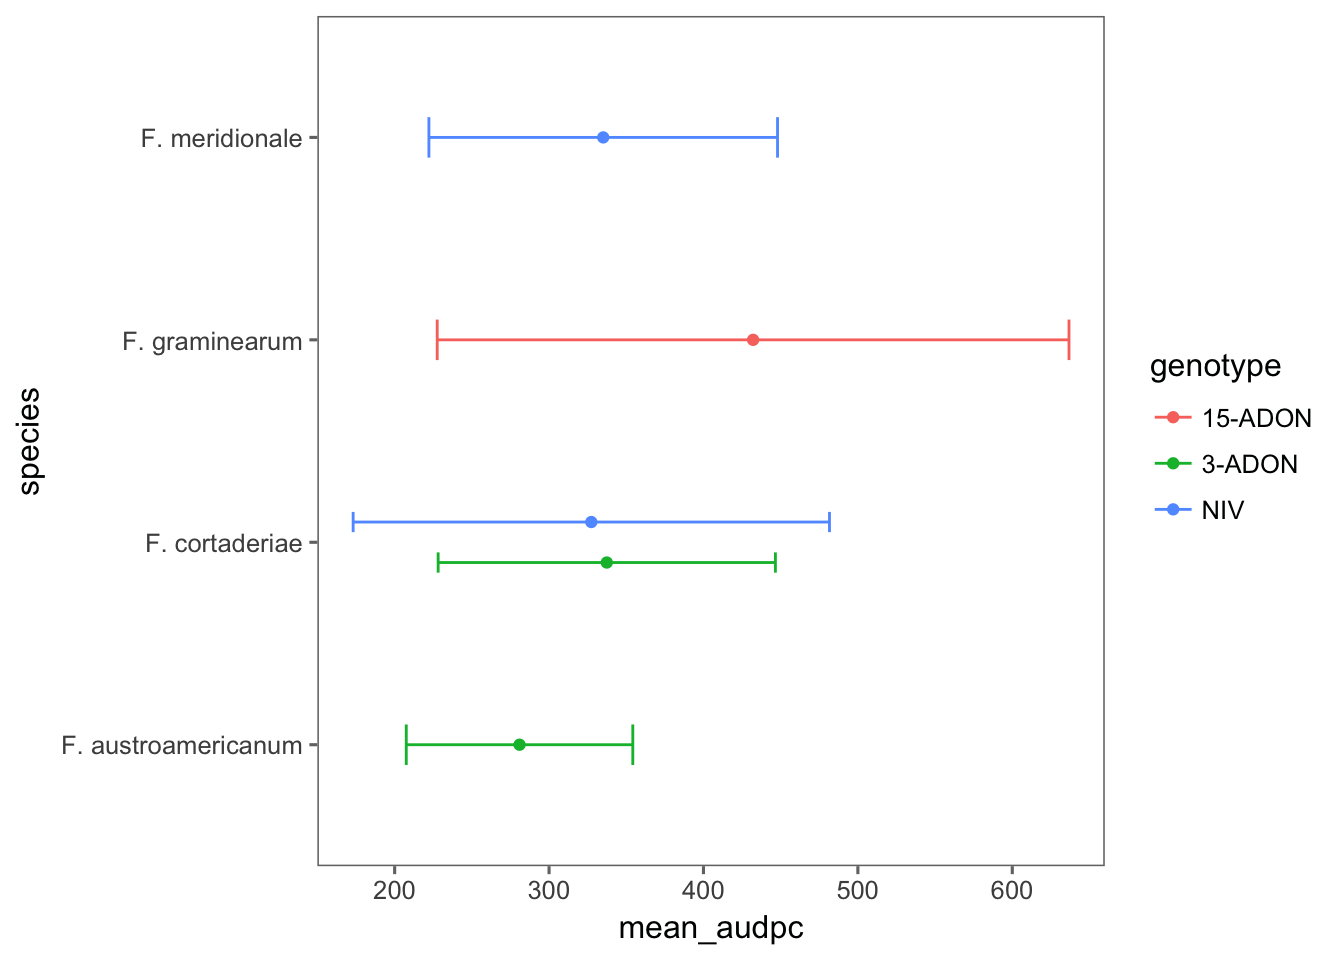 F. meridionale
F. graminearum
F. cortaderiae
F. austroamericanum
species
200 300 400 500 600
mean_audpc
genotype
15-ADON
3-ADON
NIV